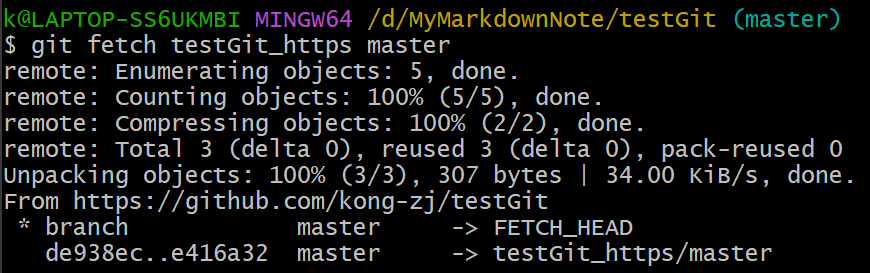 k@LAPTOP-SS6UKMBI MINGW64 /d/MyMarkdownNote/testGit (master)
$ git fetch testGit_https master
remote: Enumerating objects: 5, done.
remote: Counting objects: 100% (5/5), done.
remote: Compressing objects: 100% (2/2), done.
remote: Total 3 (delta 0), reused 3 (delta 0), pack-reused 0
Unpacking objects: 100% (3/3), 307 bytes | 34.00 KiB/s, done.
From https://github.com/kong-zj/testGit
 * branch            master     -> FETCH_HEAD
   de938ec..e416a32  master     -> testGit_https/master